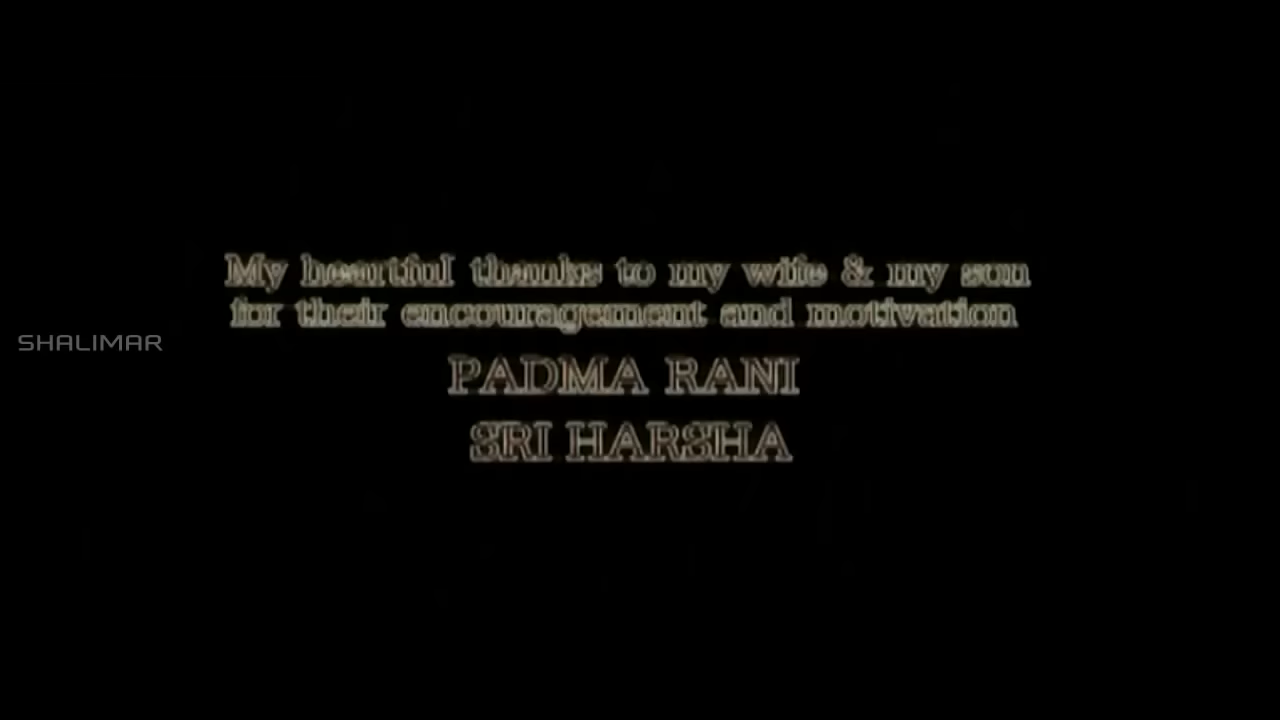 My heartful thanks to my wife & my son
for their encouragement and motivation
SHALIMAR
PADMA RANI
SRI HARSHA